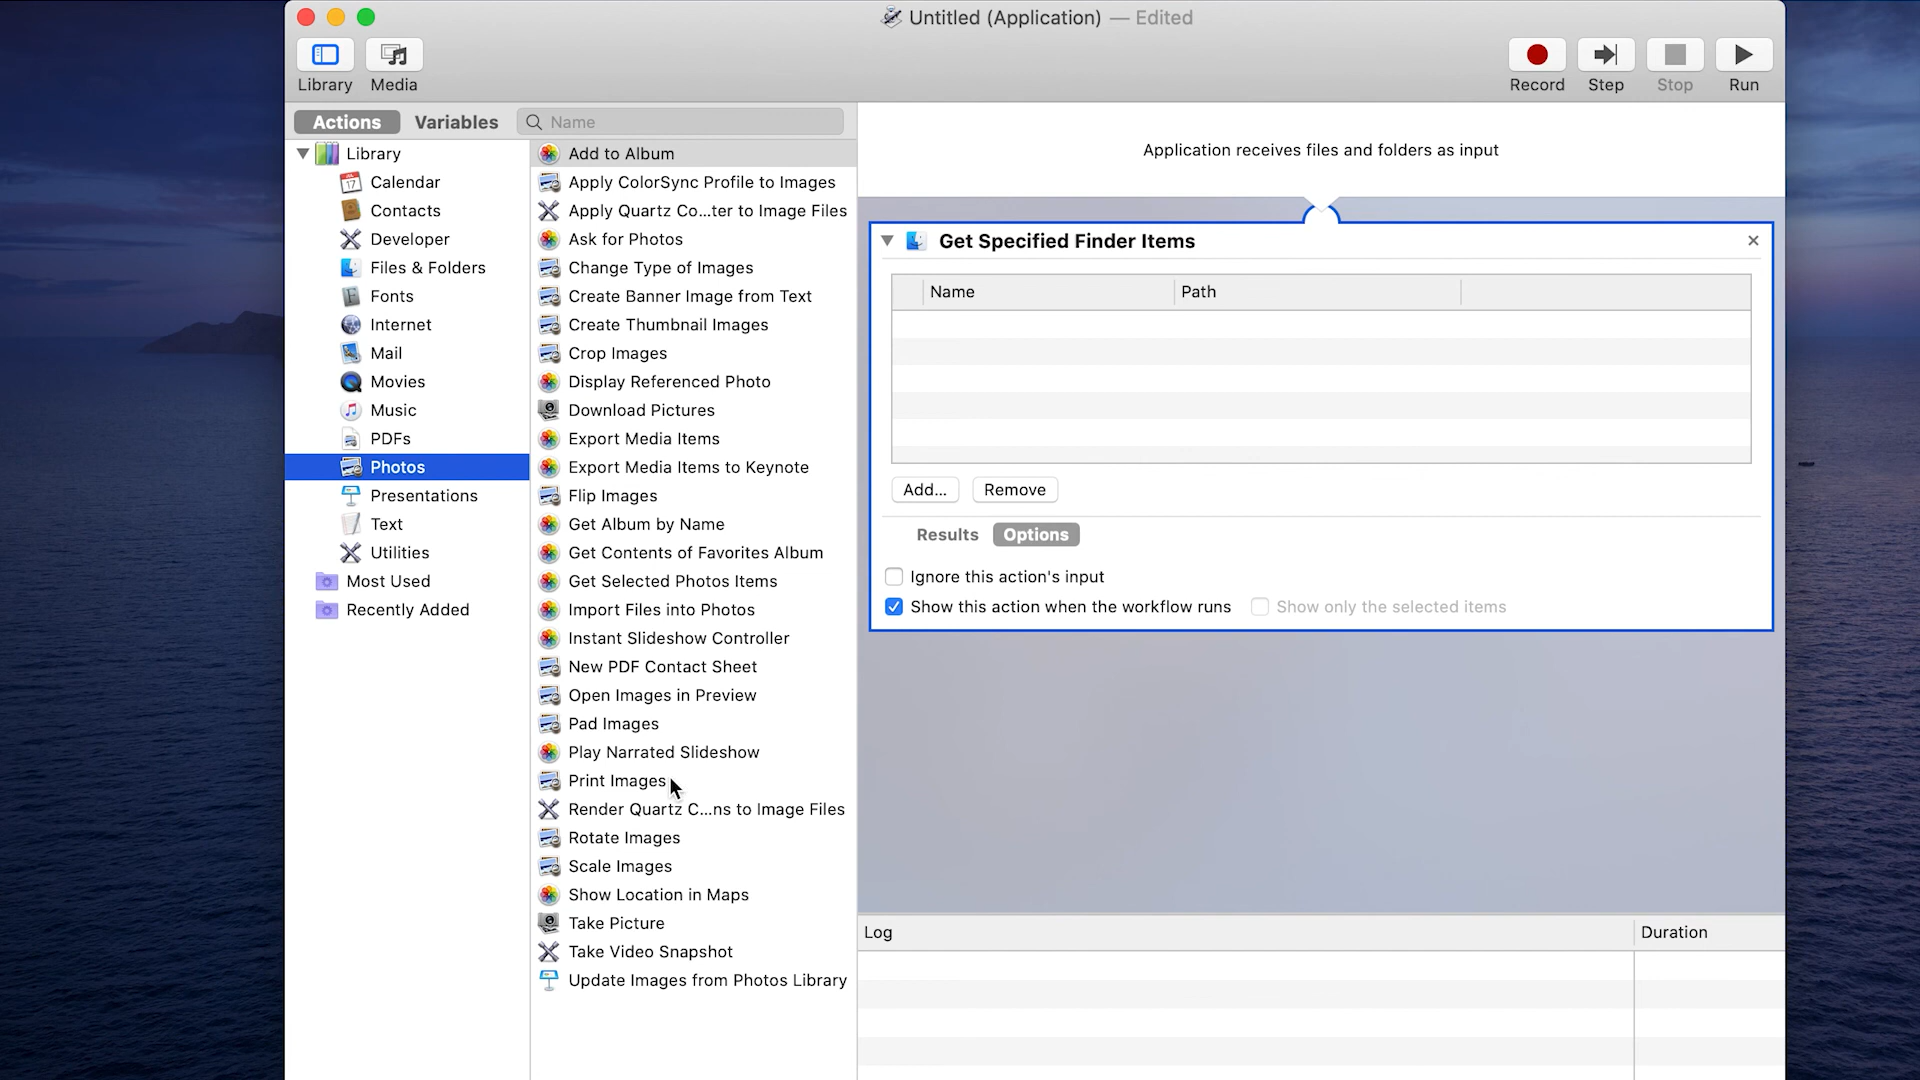 Untitled (Application) — Edited
Library
Media
Record
Step
Stop
Run
Actions
Variables
Name
Library
17
Calendar
Contacts
Developer
Files & Folders
Fonts
Internet
Mail
Movies
Music
PDFs
Photos
Presentations
Text
Utilities
Most Used
Recently Added
Add to Album
Apply ColorSync Profile to Images
Apply Quartz Co...ter to Image Files
Ask for Photos
Change Type of Images
Create Banner Image from Text
Create Thumbnail Images
Crop Images
Display Referenced Photo
Download Pictures
Export Media Items
Export Media Items to Keynote
Flip Images
Get Album by Name
Get Contents of Favorites Album
Get Selected Photos Items
Import Files into Photos
Instant Slideshow Controller
New PDF Contact Sheet
Open Images in Preview
Pad Images
Play Narrated Slideshow
Print Images
Render Quartz C...ns to Image Files
Rotate Images
Scale Images
Show Location in Maps
Take Picture
Take Video Snapshot
Update Images from Photos Library
Application receives files and folders as input
Get Specified Finder Items
Name
Path
Add...
Remove
Results
Options
Ignore this action's input
Show this action when the workflow runs
Show only the selected items
Log
Duration